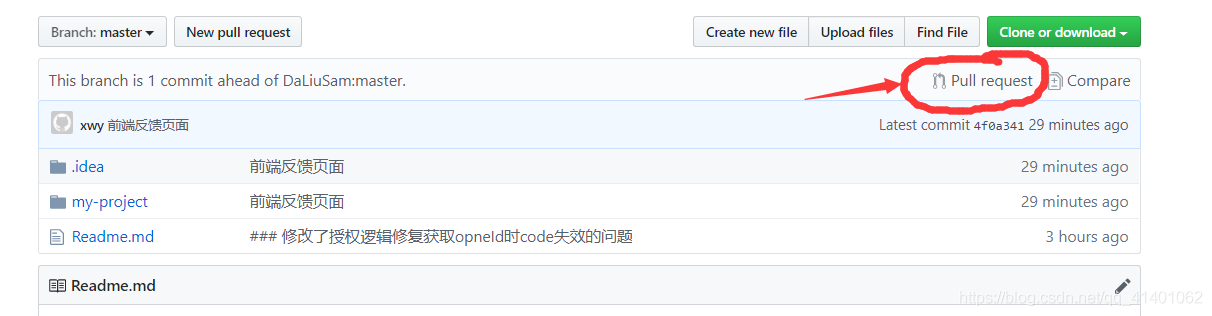 Branch: master New pull request Create new file Upload files Find File Clone or download
This branch is 1 commit ahead of DaLiuSam:master. Pull request Compare
xwy 前端反馈页面 Latest commit 4f0a341 29 minutes ago
.idea 前端反馈页面 29 minutes ago
my-project 前端反馈页面 29 minutes ago
Readme.md ### 修改了授权逻辑修复获取opneId时code失效的问题 3 hours ago
Readme.md
https://blog.csdn.net/qq_41401062